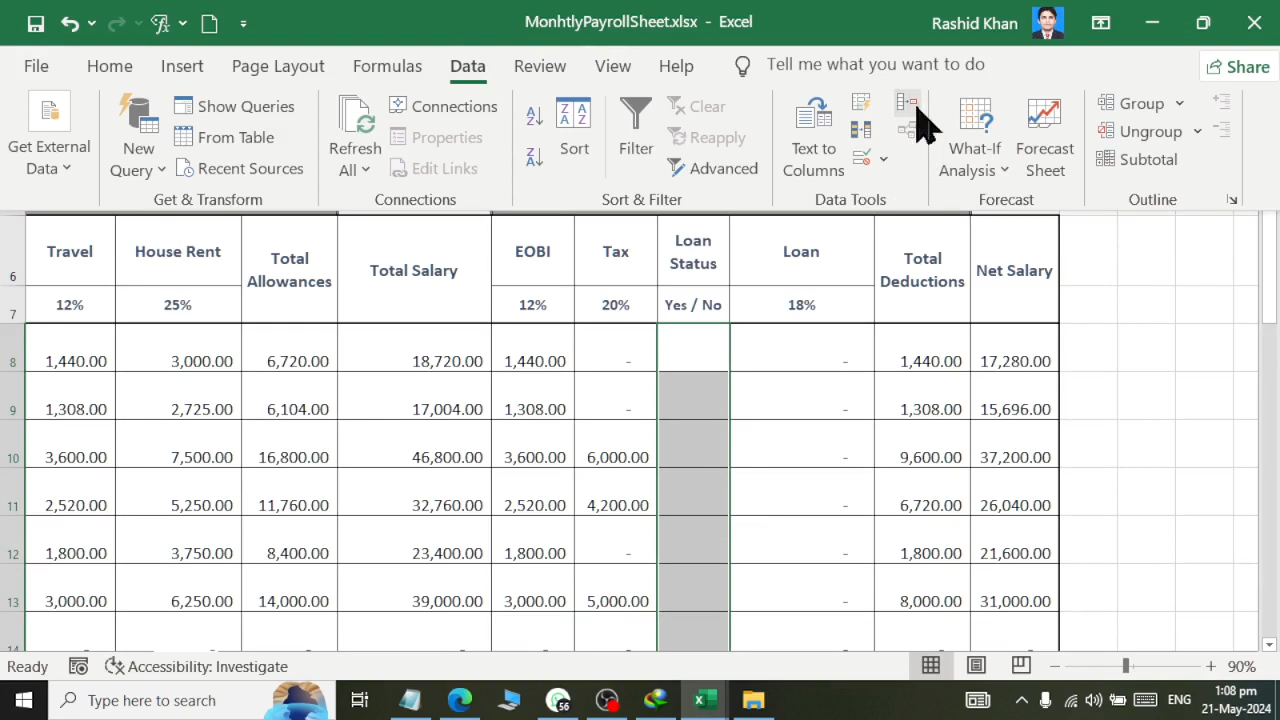 MonhtlyPayrollSheet.xlsx - Excel
Rashid Khan
File Home Insert Page Layout Formulas Data Review View Help Tell me what you want to do Share
Get External Data
New Query
Show Queries
From Table
Recent Sources
Get & Transform
Refresh All
Connections
Properties
Edit Links
Connections
Sort
Filter
Clear
Reapply
Advanced
Sort & Filter
Text to Columns
Data Tools
What-If Analysis
Forecast Sheet
Forecast
Group
Ungroup
Subtotal
Outline
6 Travel House Rent Total Allowances Total Salary EOBI Tax Loan Status Loan Total Deductions Net Salary
7 12% 25% 12% 20% Yes / No 18%
8 1,440.00 3,000.00 6,720.00 18,720.00 1,440.00 - - 1,440.00 17,280.00
9 1,308.00 2,725.00 6,104.00 17,004.00 1,308.00 - - 1,308.00 15,696.00
10 3,600.00 7,500.00 16,800.00 46,800.00 3,600.00 6,000.00 - 9,600.00 37,200.00
11 2,520.00 5,250.00 11,760.00 32,760.00 2,520.00 4,200.00 - 6,720.00 26,040.00
12 1,800.00 3,750.00 8,400.00 23,400.00 1,800.00 - - 1,800.00 21,600.00
13 3,000.00 6,250.00 14,000.00 39,000.00 3,000.00 5,000.00 - 8,000.00 31,000.00
Ready Accessibility: Investigate 90%
Type here to search 56 ENG 1:08 pm
21-May-2024